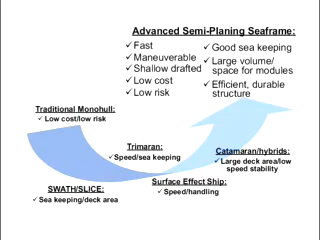 Advanced Semi-Planing Seaframe:
✓ Fast
✓ Maneuverable
✓ Shallow drafted
✓ Low cost
✓ Low risk
✓ Good sea keeping
✓ Large volume/
space for modules
✓ Efficient, durable
structure
Traditional Monohull:
✓ Low cost/low risk
Trimaran:
✓ Speed/sea keeping
Catamaran/hybrids:
✓ Large deck area/low
speed stability
SWATH/SLICE:
✓ Sea keeping/deck area
Surface Effect Ship:
✓ Speed/handling